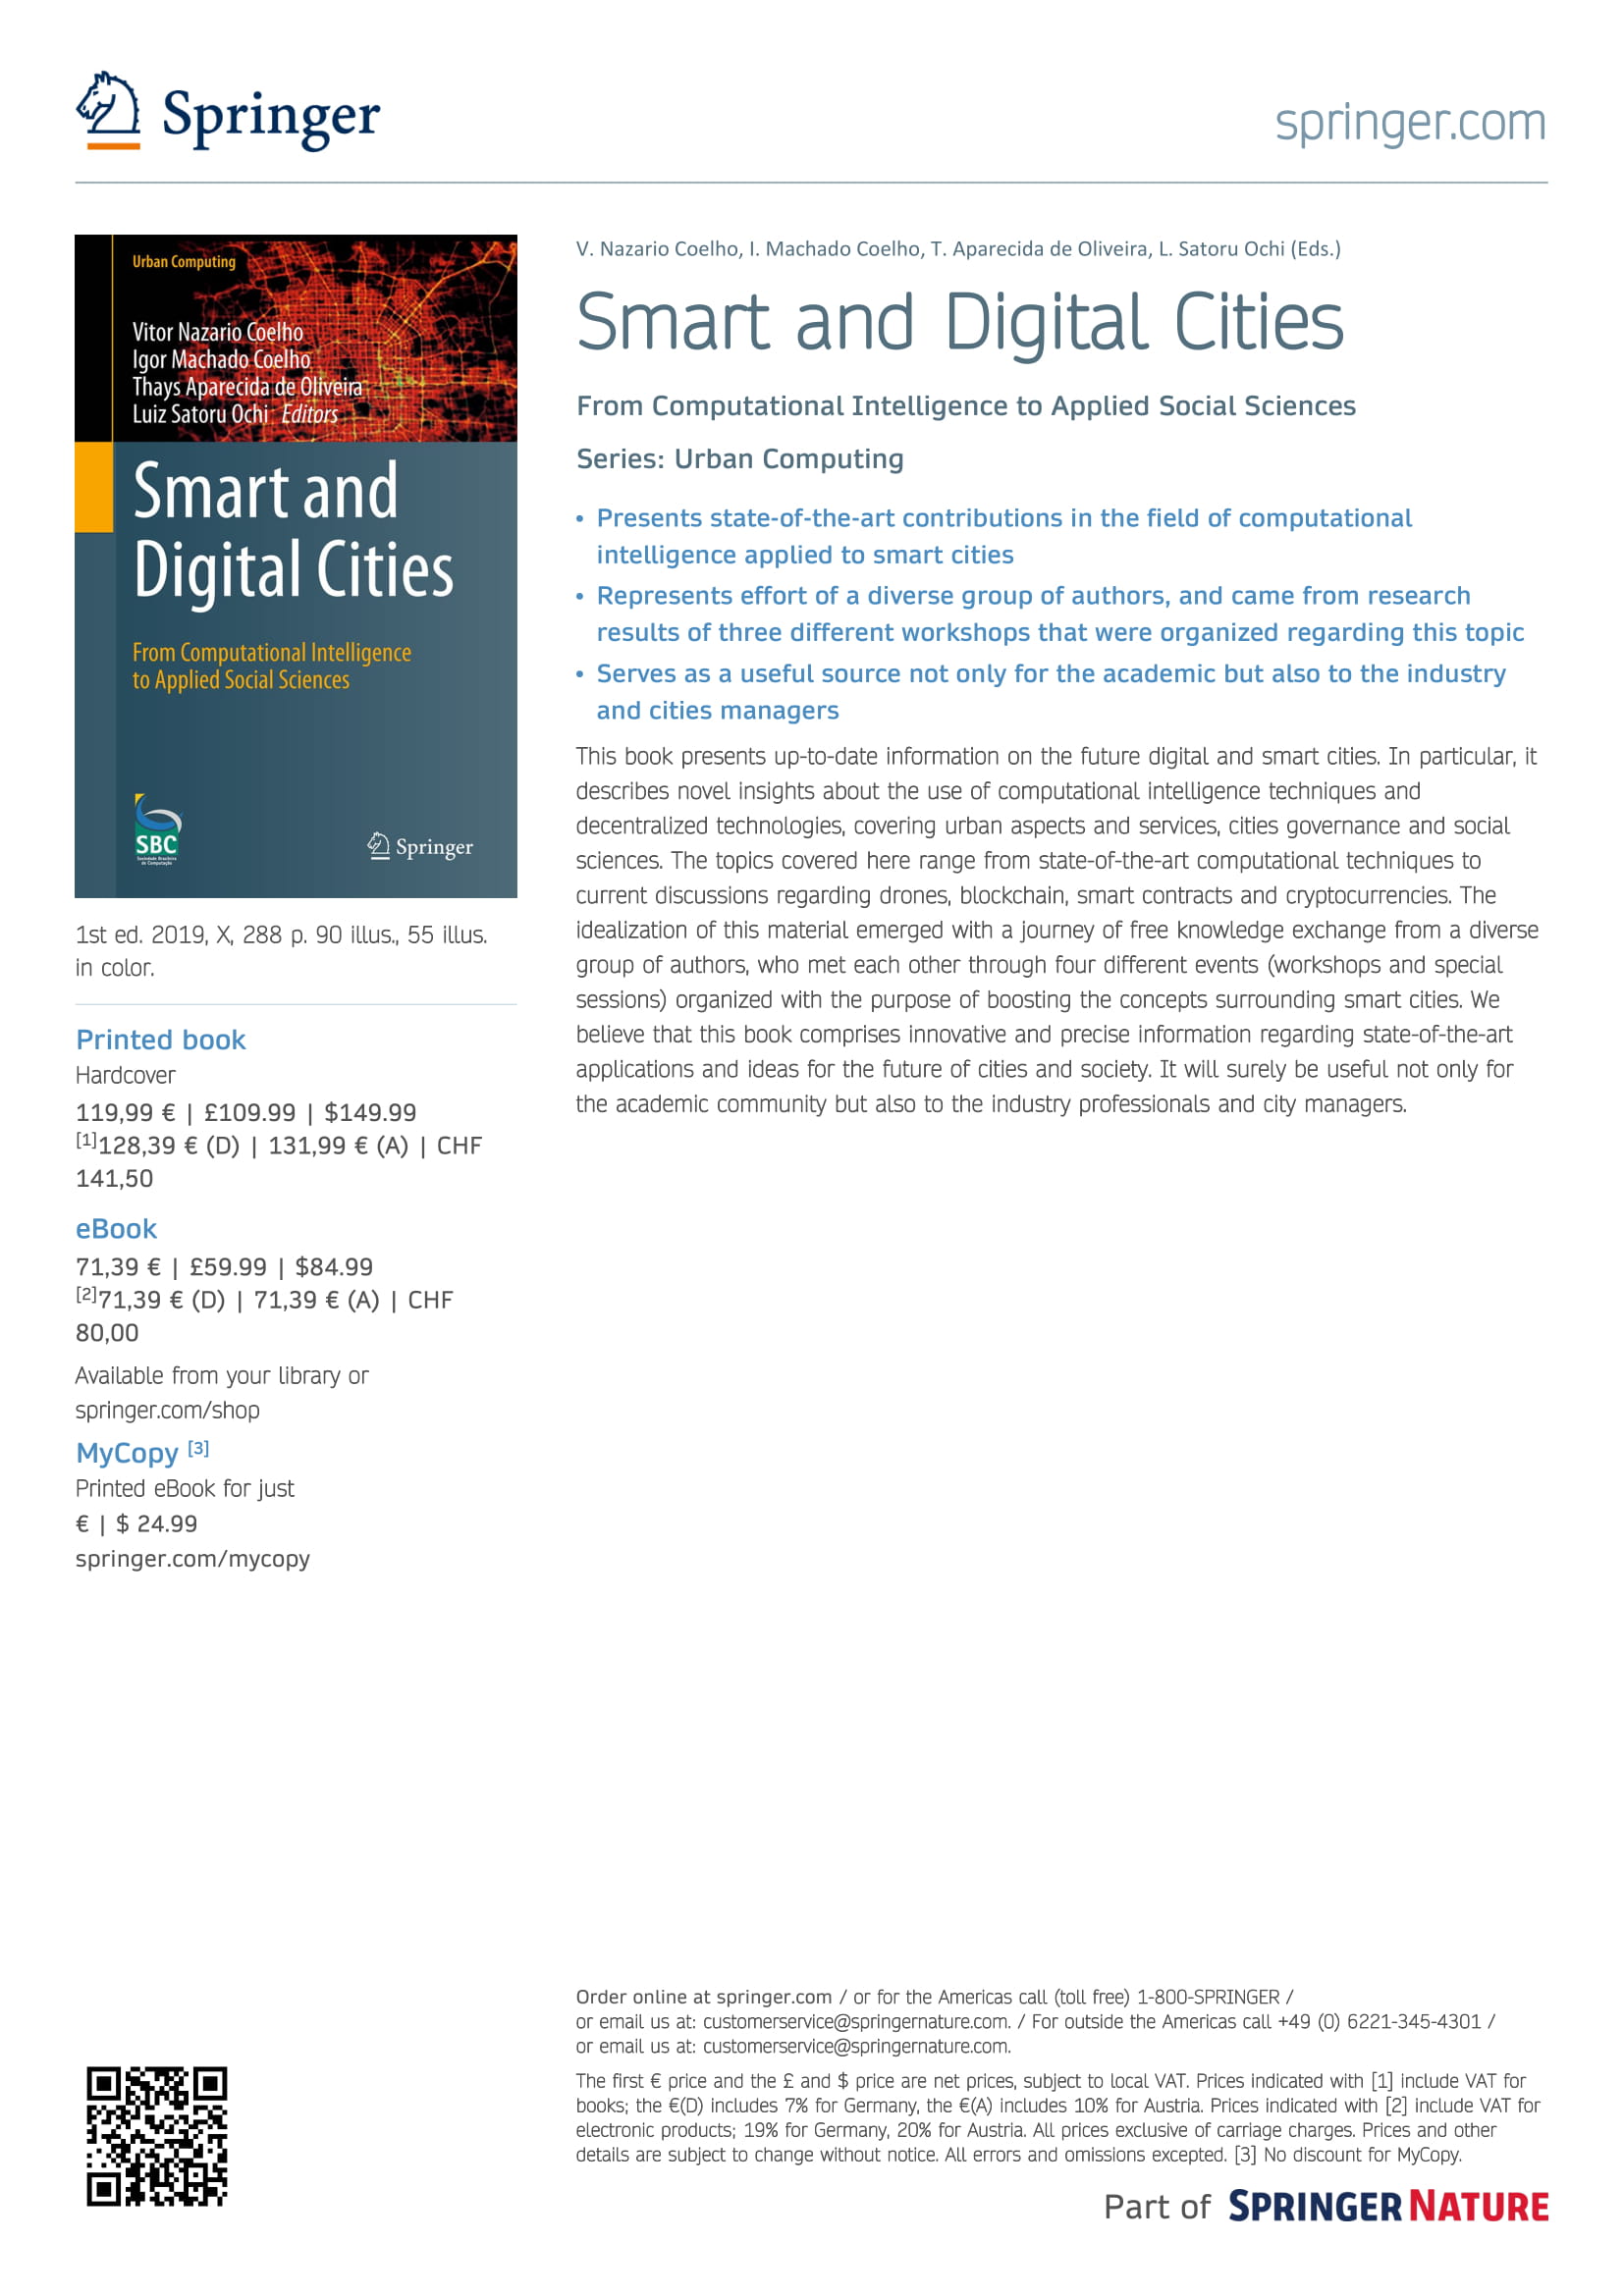 Springer
springer.com
Urban Computing
Vitor Nazario Coelho
Igor Machado Coelho
Thays Aparecida de Oliveira
Luiz Satoru Ochi Editors
Smart and
Digital Cities
From Computational Intelligence
to Applied Social Sciences
SBC
Sociedade Brasileira
de Computação
Springer
1st ed. 2019, X, 288 p. 90 illus., 55 illus.
in color.
Printed book
Hardcover
119,99 € | £109.99 | $149.99
[1]128,39 € (D) | 131,99 € (A) | CHF
141,50
eBook
71,39 € | £59.99 | $84.99
[2]71,39 € (D) | 71,39 € (A) | CHF
80,00
Available from your library or
springer.com/shop
MyCopy [3]
Printed eBook for just
€ | $ 24.99
springer.com/mycopy
V. Nazario Coelho, I. Machado Coelho, T. Aparecida de Oliveira, L. Satoru Ochi (Eds.)
Smart and Digital Cities
From Computational Intelligence to Applied Social Sciences
Series: Urban Computing
• Presents state-of-the-art contributions in the field of computational
intelligence applied to smart cities
• Represents effort of a diverse group of authors, and came from research
results of three different workshops that were organized regarding this topic
• Serves as a useful source not only for the academic but also to the industry
and cities managers
This book presents up-to-date information on the future digital and smart cities. In particular, it
describes novel insights about the use of computational intelligence techniques and
decentralized technologies, covering urban aspects and services, cities governance and social
sciences. The topics covered here range from state-of-the-art computational techniques to
current discussions regarding drones, blockchain, smart contracts and cryptocurrencies. The
idealization of this material emerged with a journey of free knowledge exchange from a diverse
group of authors, who met each other through four different events (workshops and special
sessions) organized with the purpose of boosting the concepts surrounding smart cities. We
believe that this book comprises innovative and precise information regarding state-of-the-art
applications and ideas for the future of cities and society. It will surely be useful not only for
the academic community but also to the industry professionals and city managers.
Order online at springer.com / or for the Americas call (toll free) 1-800-SPRINGER /
or email us at: customerservice@springernature.com. / For outside the Americas call +49 (0) 6221-345-4301 /
or email us at: customerservice@springernature.com.
The first € price and the £ and $ price are net prices, subject to local VAT. Prices indicated with [1] include VAT for
books; the €(D) includes 7% for Germany, the €(A) includes 10% for Austria. Prices indicated with [2] include VAT for
electronic products; 19% for Germany, 20% for Austria. All prices exclusive of carriage charges. Prices and other
details are subject to change without notice. All errors and omissions excepted. [3] No discount for MyCopy.
Part of SPRINGER NATURE